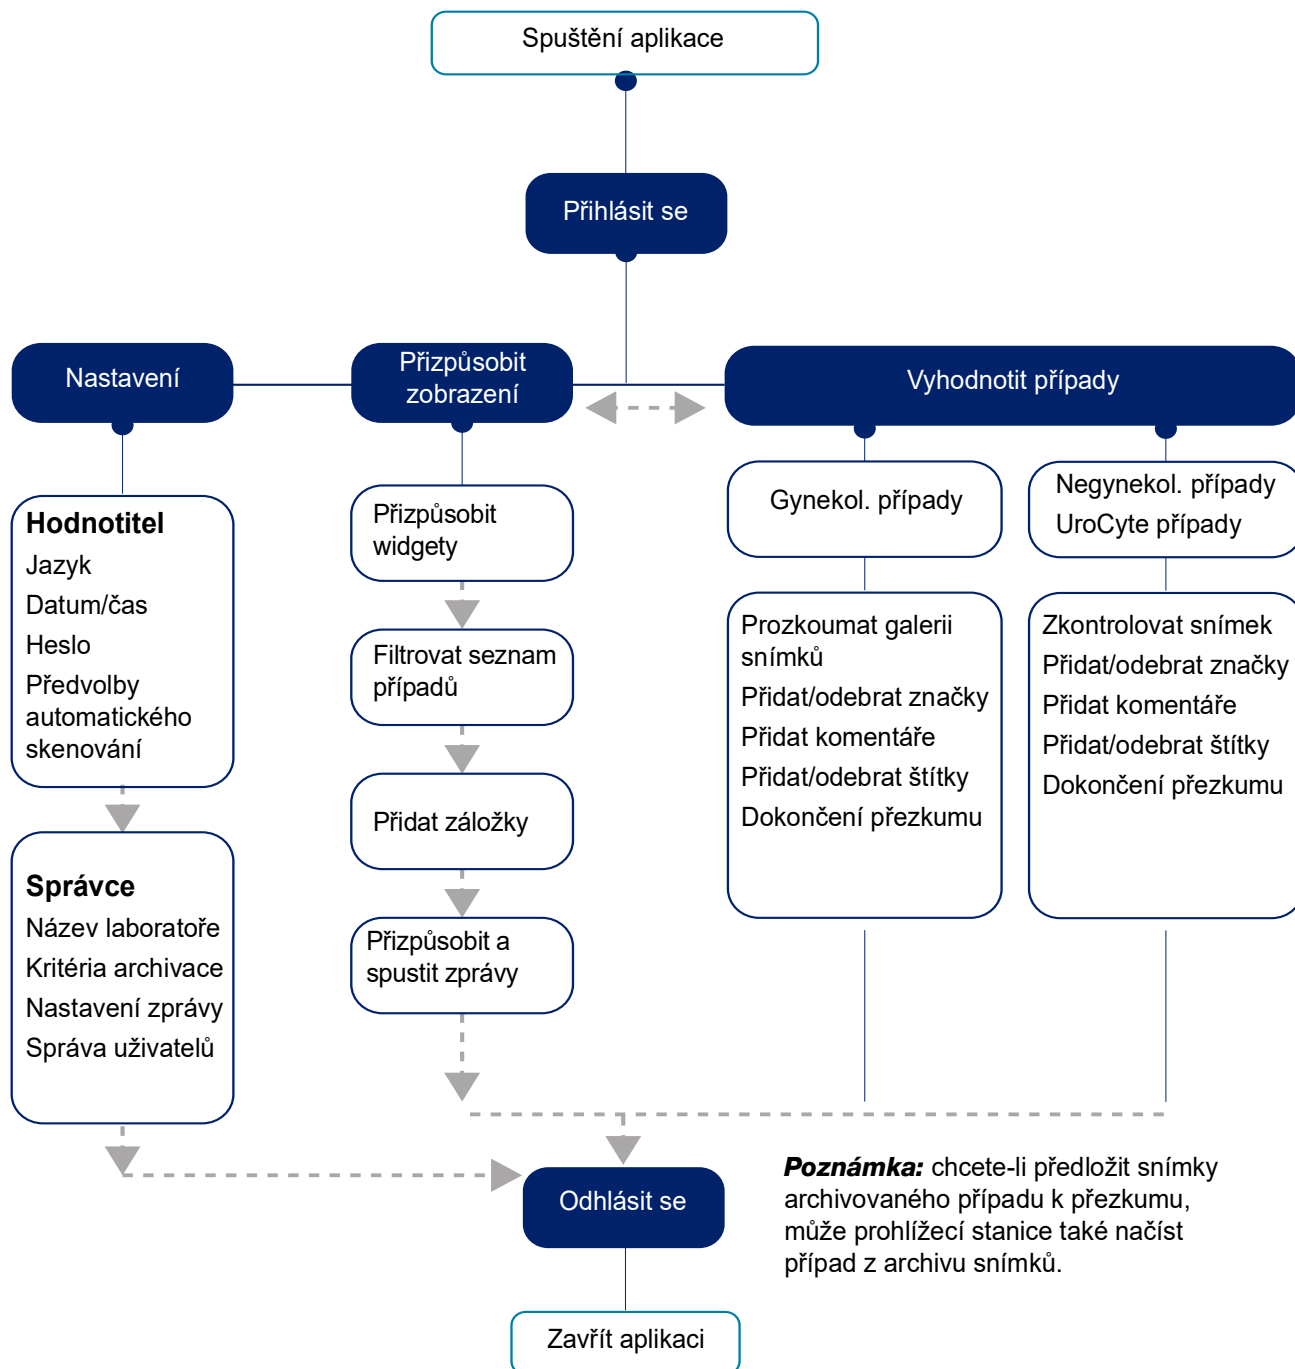 Spuštění aplikace
Přihlásit se
Nastavení
Přizpůsobit
zobrazení
Vyhodnotit případy
Hodnotitel
Jazyk
Datum/čas
Heslo
Předvolby
automatického
skenování
Správce
Název laboratoře
Kritéria archivace
Nastavení zprávy
Správa uživatelů
Přizpůsobit
widgety
Filtrovat seznam
případů
Přidat záložky
Přizpůsobit a
spustit zprávy
Gynekol. případy
Prozkoumat galerii
snímků
Přidat/odebrat značky
Přidat komentáře
Přidat/odebrat štítky
Dokončení přezkumu
Negynekol. případy
UroCyte případy
Zkontrolovat snímek
Přidat/odebrat značky
Přidat komentáře
Přidat/odebrat štítky
Dokončení přezkumu
Odhlásit se
Poznámka: chcete-li předložit snímky
archivovaného případu k přezkumu,
může prohlížecí stanice také načíst
případ z archivu snímků.
Zavřít aplikaci